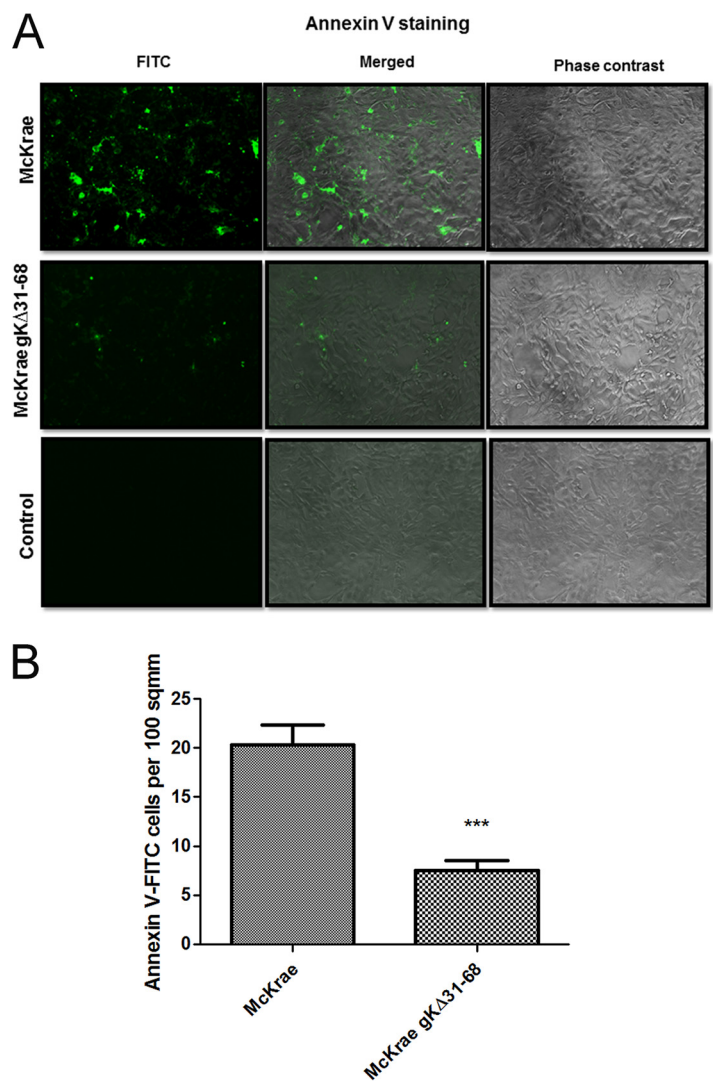 A
Annexin V staining
FITC
Merged
Phase contrast
McKrae
McKrae gKΔ31-68
Control
B
Annexin V-FITC cells per 100 sqmm
25
20
15
10
5
0
***
McKrae
McKrae gKΔ31-68